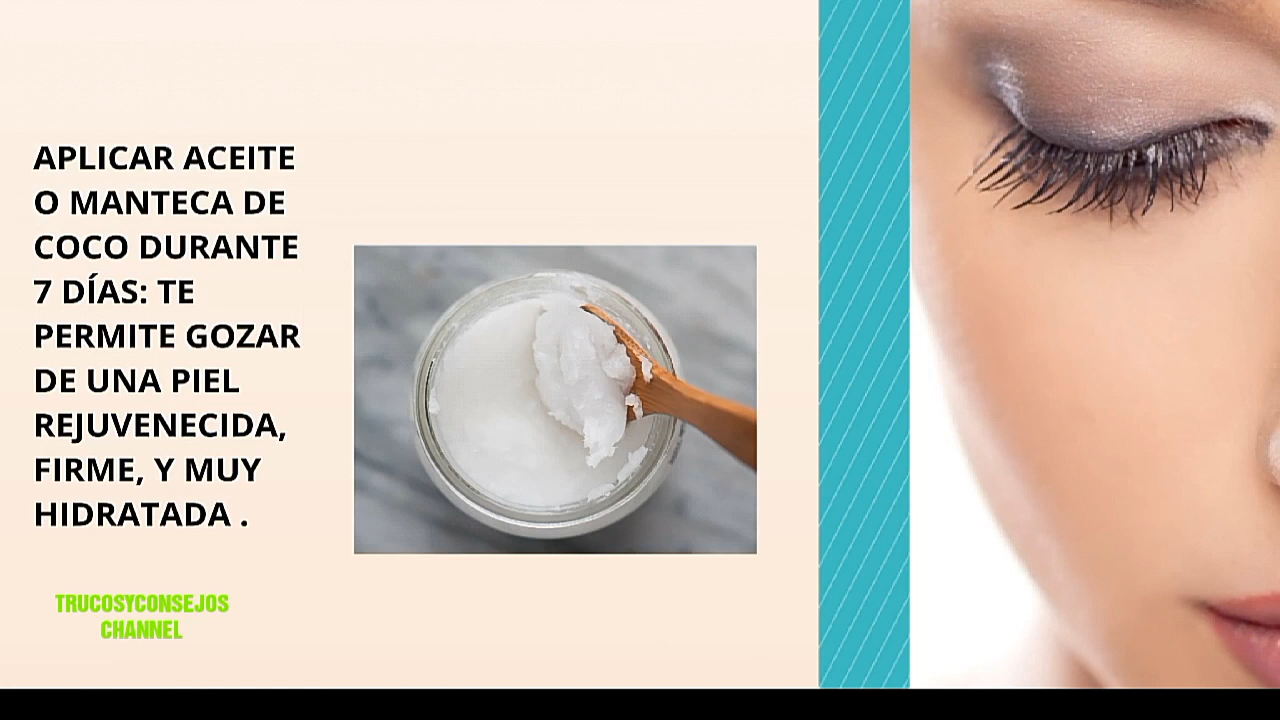 APLICAR ACEITE
O MANTECA DE
COCO DURANTE
7 DÍAS: TE
PERMITE GOZAR
DE UNA PIEL
REJUVENECIDA,
FIRME, Y MUY
HIDRATADA .
TRUCOSYCONSEJOS
CHANNEL